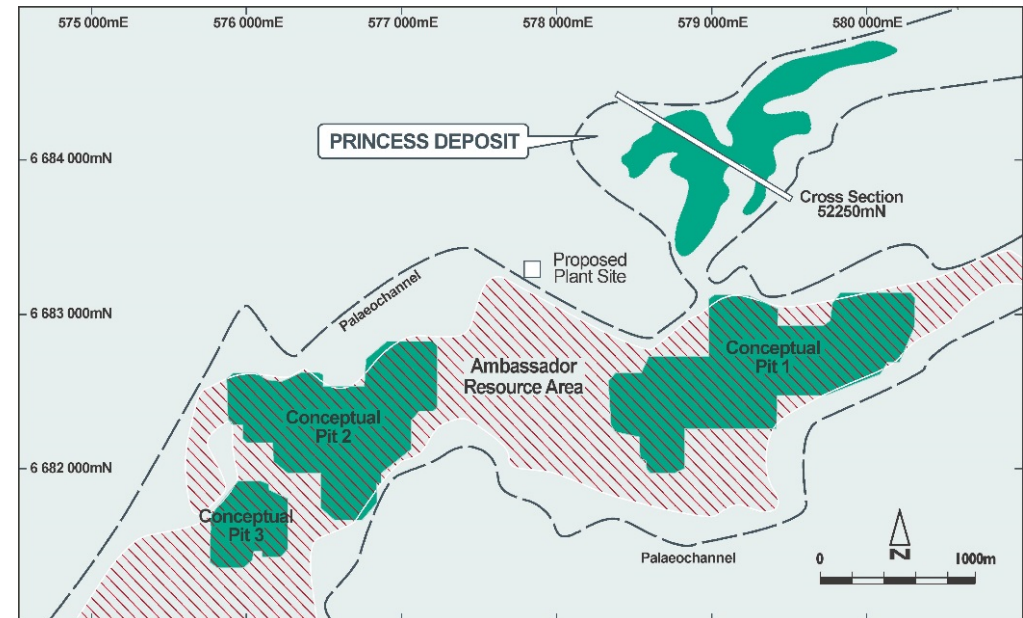 575 000mE
576 000mE
577 000mE
578 000mE
579 000mE
580 000mE
PRINCESS DEPOSIT
6 684 000mN
Cross Section
52250mN
Proposed
Plant Site
Palaeochannel
6 683 000mN
Conceptual
Pit 1
Ambassador
Resource Area
Conceptual
Pit 2
6 682 000mN
Conceptual
Pit 3
Palaeochannel
N
0
1000m